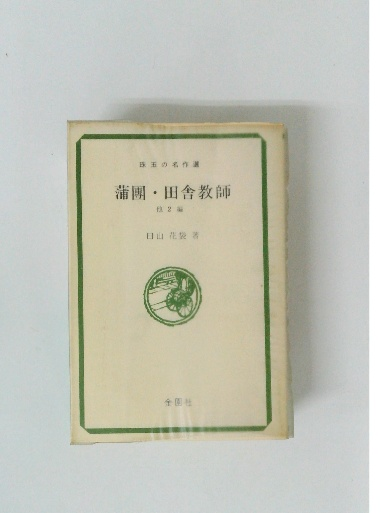 珠玉の名作選
蒲團・田舎教師
他2編
田山 花袋 著
金園社